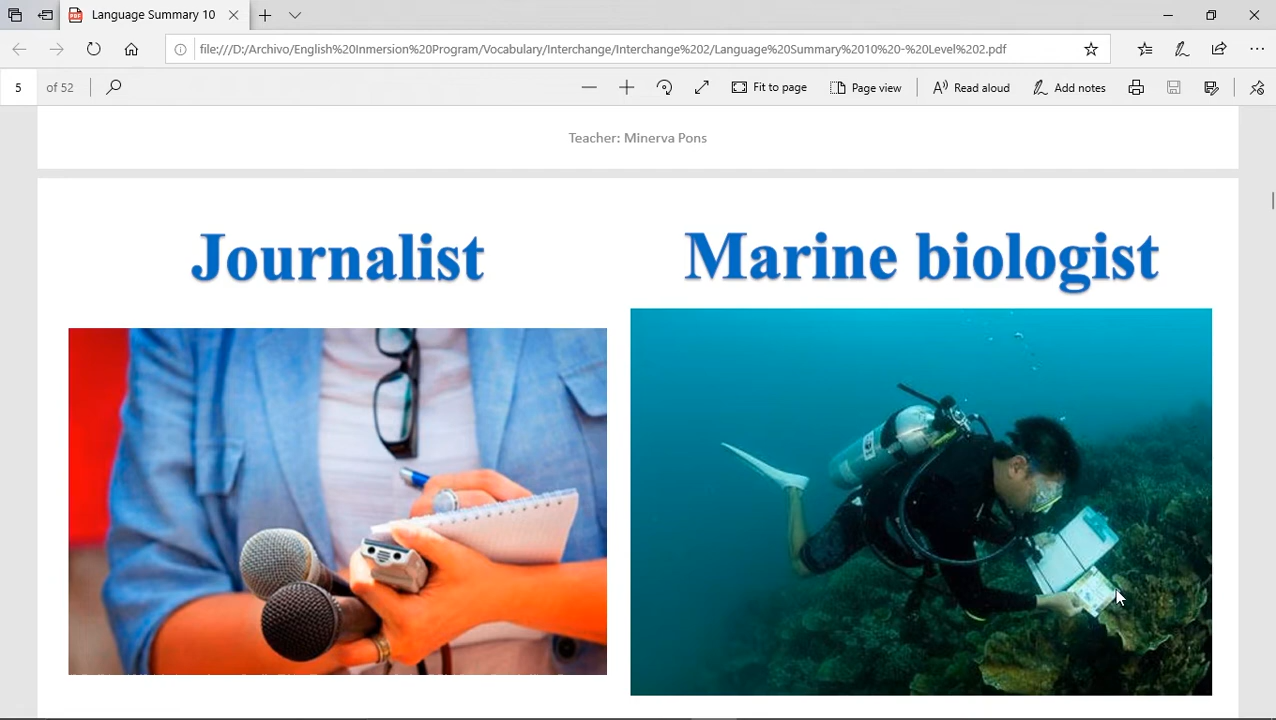 Language Summary 10
file:///D:/Archivo/English%20Inmersion%20Program/Vocabulary/Interchange/Interchange%202/Language%20Summary%2010%20-%20Level%202.pdf
5 of 52
Fit to page
Page view
Read aloud
Add notes
Teacher: Minerva Pons
Journalist
Marine biologist